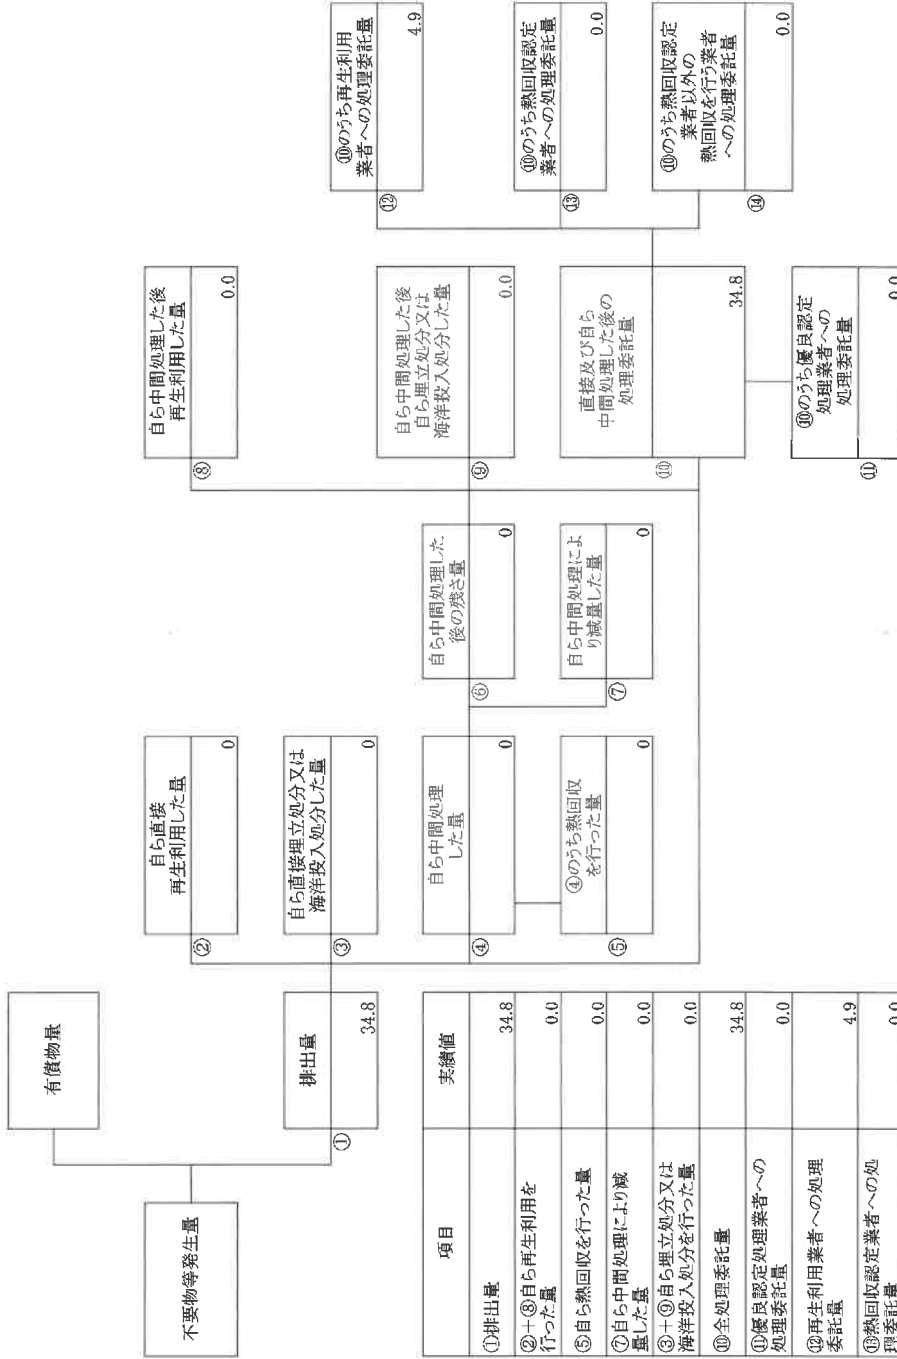 不要物等発生量
有償物量
①
排出量
34.8
②
自ら直接
再生利用した量
0
③
自ら直接埋立処分又は
海洋投入処分した量
0
④
自ら中間処理
した量
0
⑤
④のうち熱回収
を行った量
0
⑥
自ら中間処理した
後の残さ量
0
⑦
自ら中間処理によ
り減量した量
0
⑧
自ら中間処理した後
再生利用した量
0.0
⑨
自ら中間処理した後
自ら埋立処分又は
海洋投入処分した量
0.0
⑩
直接及び自ら
中間処理した後の
処理委託量
34.8
⑪
⑩のうち優良認定
処理業者への
処理委託量
0.0
⑫
⑩のうち再生利用
業者への処理委託量
4.9
⑬
⑩のうち熱回収認定
業者への処理委託量
0.0
⑭
⑩のうち熱回収認定
業者以外の
熱回収を行う業者
への処理委託量
0.0
項目 実績値
①排出量 34.8
②+⑧自ら再生利用を
行った量 0.0
⑤自ら熱回収を行った量 0.0
⑦自ら中間処理により減
量した量 0.0
③+⑨自ら埋立処分又は
海洋投入処分を行った量 0.0
⑩全処理委託量 34.8
⑪優良認定処理業者への
処理委託量 0.0
⑫再生利用業者への処理
委託量 4.9
⑬熱回収認定業者への処
理委託量 0.0